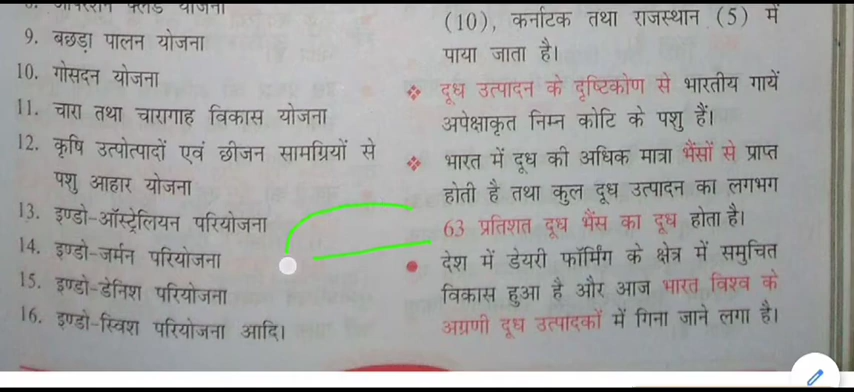 9. बछड़ा पालन योजना
10. गोसदन योजना
11. चारा तथा चारागाह विकास योजना
12. कृषि उत्पोत्पादों एवं छीजन सामग्रियों से
पशु आहार योजना
13. इण्डो-ऑस्ट्रेलियन परियोजना
14. इण्डो-जर्मन परियोजना
15. इण्डो-डेनिश परियोजना
16. इण्डो-स्विश परियोजना आदि।
(10), कर्नाटक तथा राजस्थान (5) में
पाया जाता है।
❖ दूध उत्पादन के दृष्टिकोण से भारतीय गायें
अपेक्षाकृत निम्न कोटि के पशु हैं।
❖ भारत में दूध की अधिक मात्रा भैंसों से प्राप्त
होती है तथा कुल दूध उत्पादन का लगभग
63 प्रतिशत दूध भैंस का दूध होता है।
● देश में डेयरी फॉर्मिंग के क्षेत्र में समुचित
विकास हुआ है और आज भारत विश्व के
अग्रणी दूध उत्पादकों में गिना जाने लगा है।